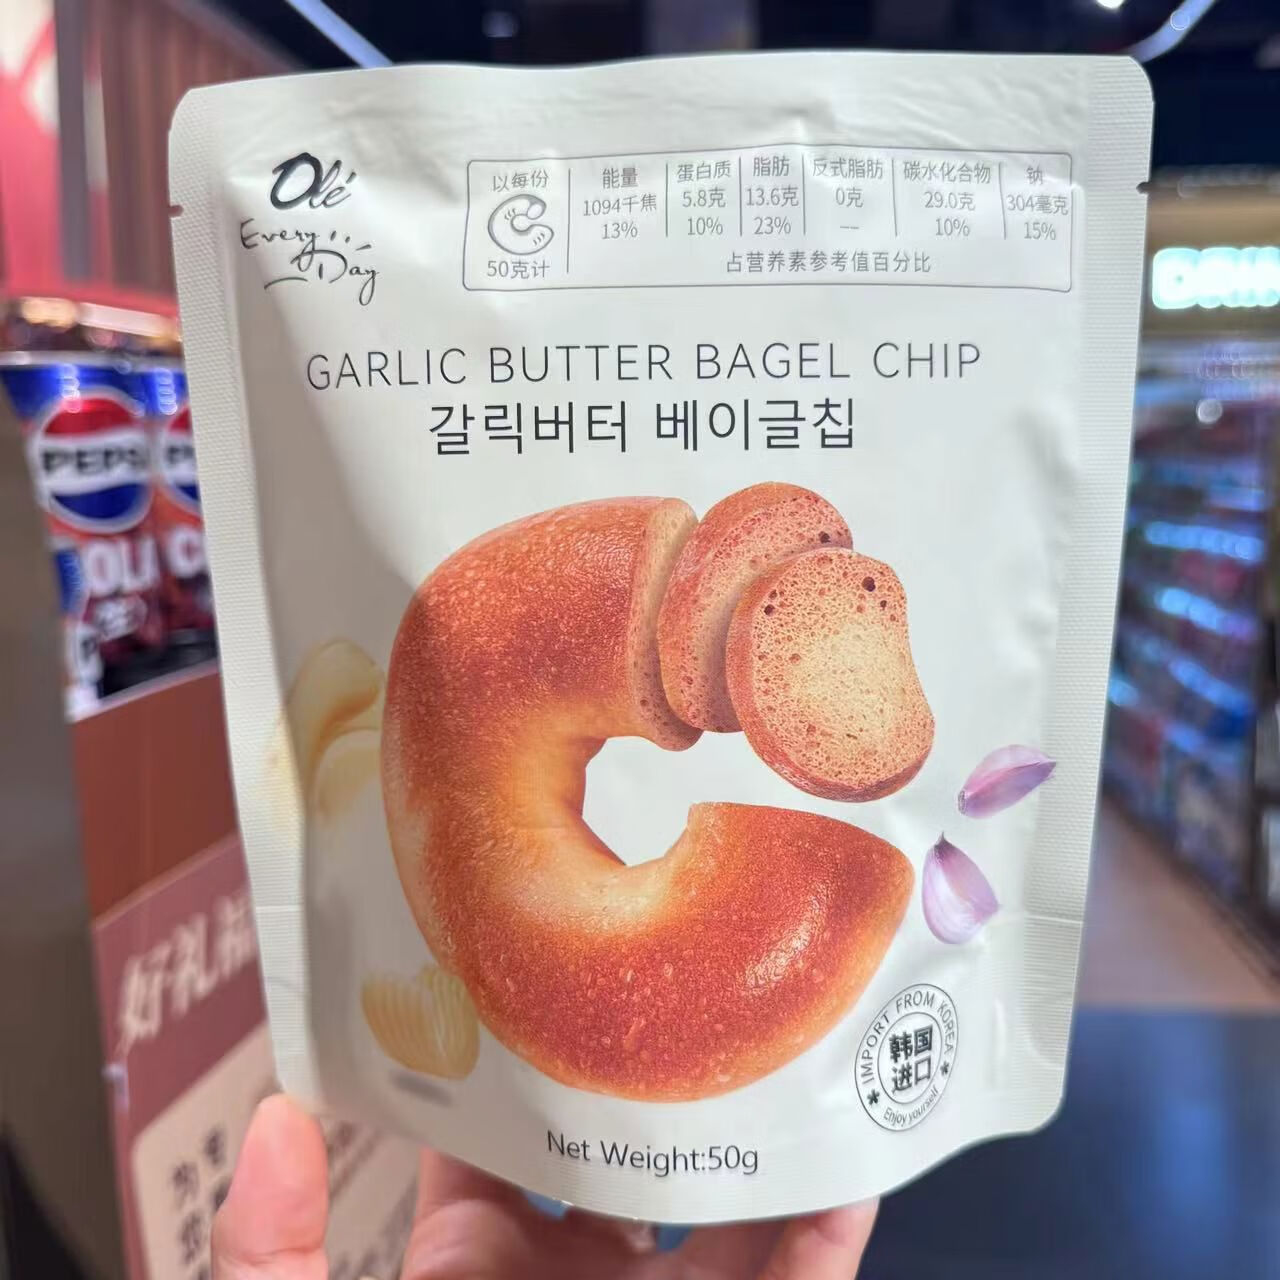 Olé
Every
Day
以每份
50克计
能量
1094千焦
13%
蛋白质
5.8克
10%
脂肪
13.6克
23%
反式脂肪
0克
--
碳水化合物
29.0克
10%
钠
304毫克
15%
占营养素参考值百分比
GARLIC BUTTER BAGEL CHIP
갈릭버터 베이글칩
IMPORT FROM KOREA
韩国
进口
Enjoy yourself
Net Weight:50g
PEPSI
好礼